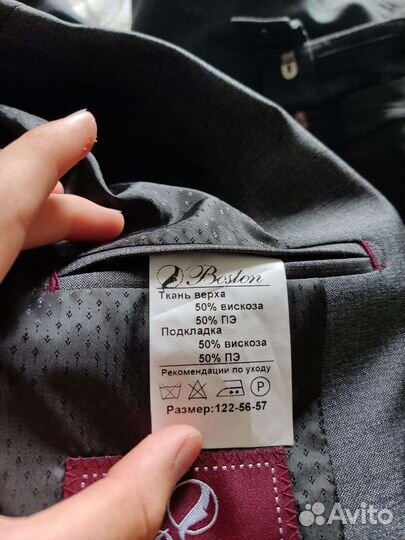 Boston
Ткань верха
50% вискоза
50% ПЭ
Подкладка
50% вискоза
50% ПЭ
Рекомендации по уходу
P
Размер:122-56-57
Avito